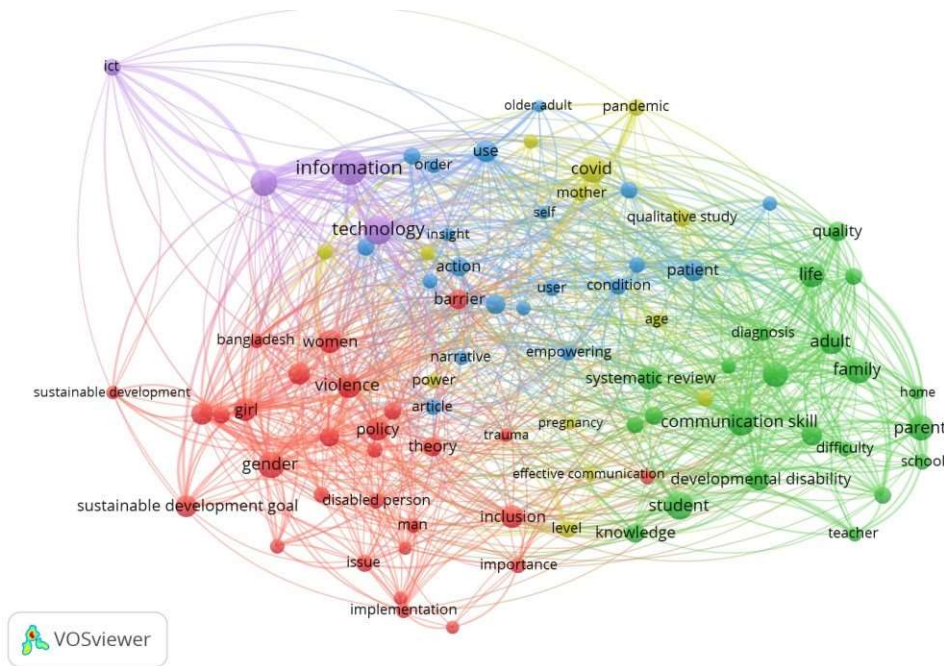 ict
older adult
pandemic
use
order
information
covid
mother
self
qualitative study
technology
insight
quality
action
patient
life
user
condition
barrier
age
bangladesh
women
diagnosis
adult
narrative
empowering
family
power
systematic review
sustainable development
violence
home
girl
article
policy
pregnancy
communication skill
parent
theory
trauma
difficulty
gender
effective communication
school
developmental disability
sustainable development goal
disabled person
student
inclusion
man
level
knowledge
teacher
issue
importance
implementation
VOSviewer